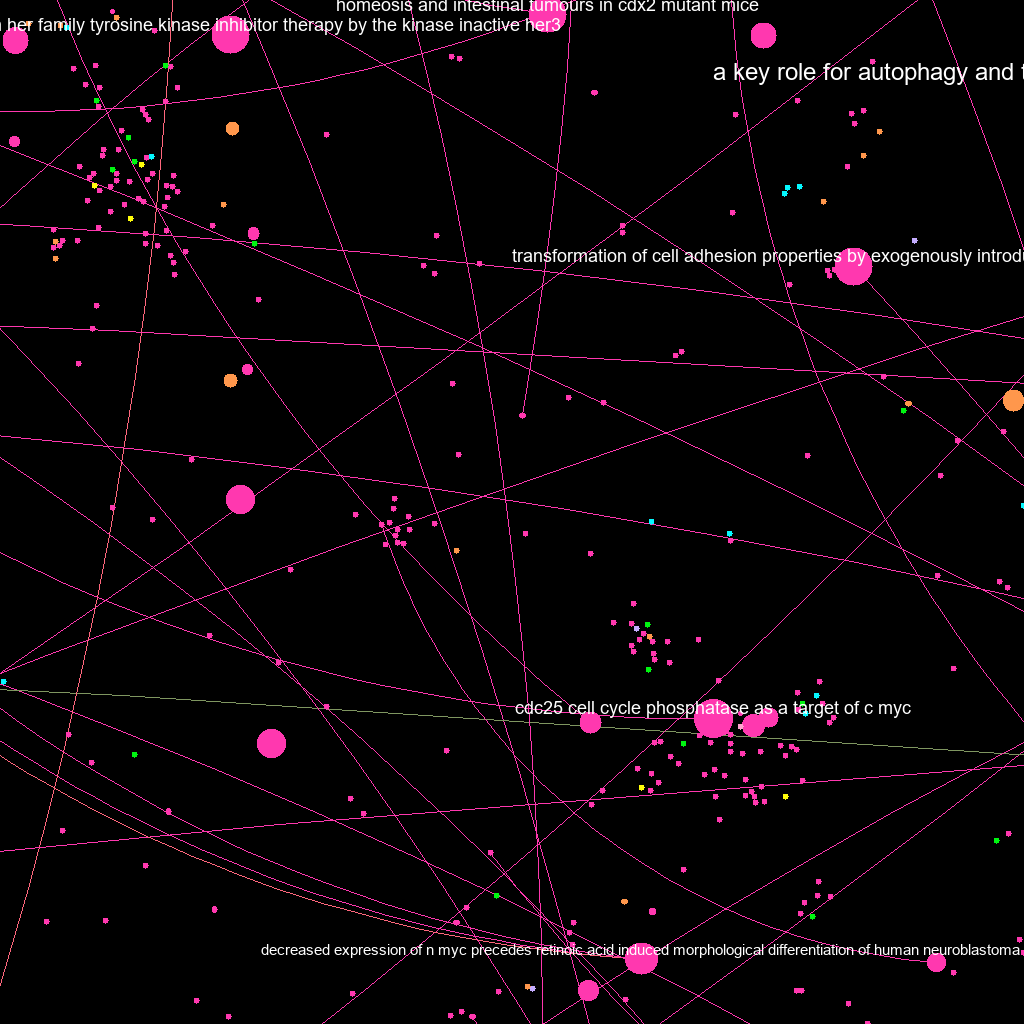 homeosis and intestinal tumours in cdx2 mutant mice
her family tyrosine kinase inhibitor therapy by the kinase inactive her3
a key role for autophagy and
transformation of cell adhesion properties by exogenously
cdc25 cell cycle phosphatase as a target of c myc
decreased expression of n myc precedes retinoic acid induced morphological differentiation of human neuroblastoma